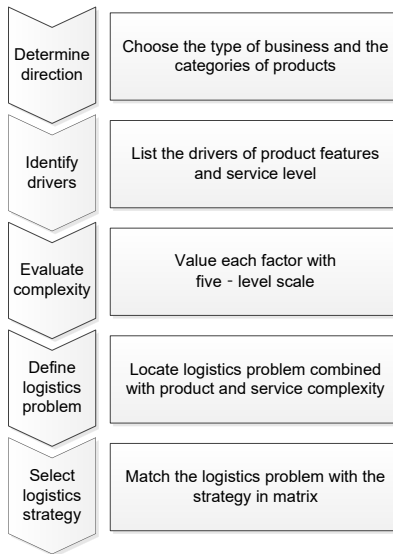 Determine
direction
Choose the type of business and the
categories of products
Identify
drivers
List the drivers of product features
and service level
Evaluate
complexity
Value each factor with
five - level scale
Define
logistics
problem
Locate logistics problem combined
with product and service complexity
Select
logistics
strategy
Match the logistics problem with the
strategy in matrix